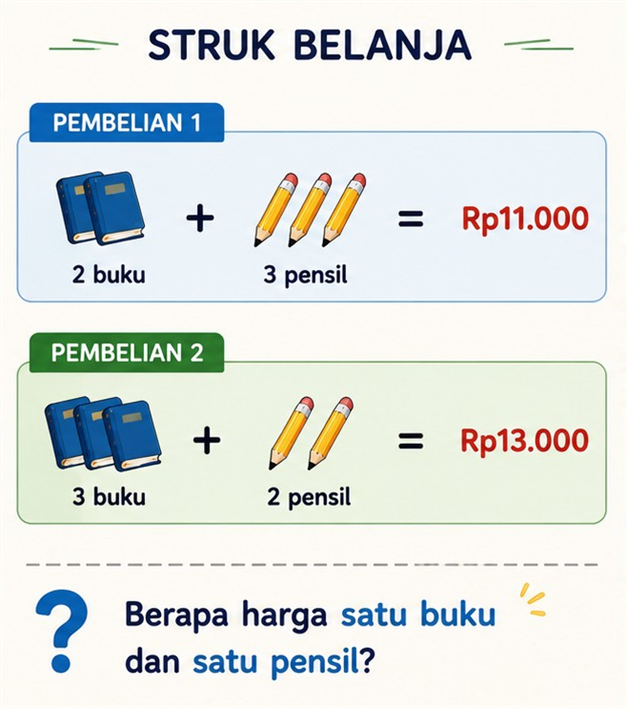 STRUK BELANJA
PEMBELIAN 1
+ = Rp11.000
2 buku 3 pensil
PEMBELIAN 2
+ = Rp13.000
3 buku 2 pensil
? Berapa harga satu buku
dan satu pensil?